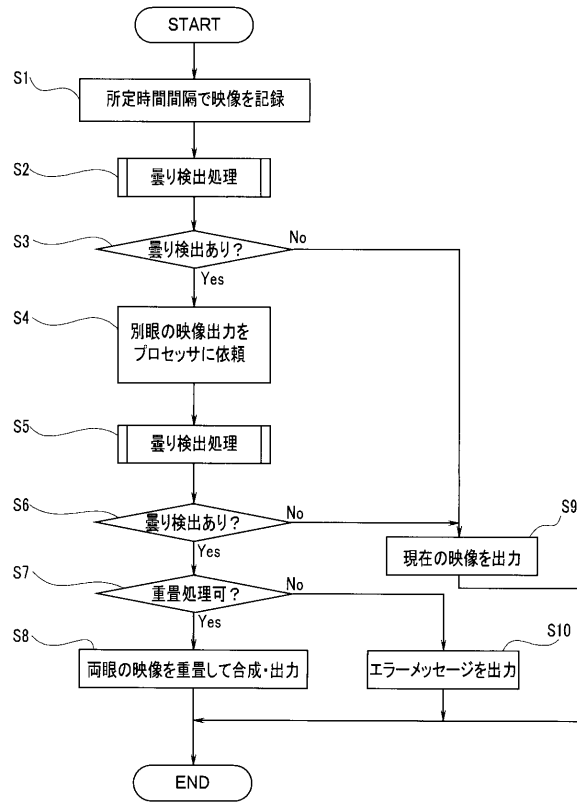 START
S1
所定時間間隔で映像を記録
S2
曇り検出処理
S3
曇り検出あり?
No
Yes
S4
別眼の映像出力を
プロセッサに依頼
S5
曇り検出処理
S6
曇り検出あり?
No
Yes
S9
現在の映像を出力
S7
重畳処理可?
No
Yes
S8
両眼の映像を重畳して合成・出力
S10
エラーメッセージを出力
END